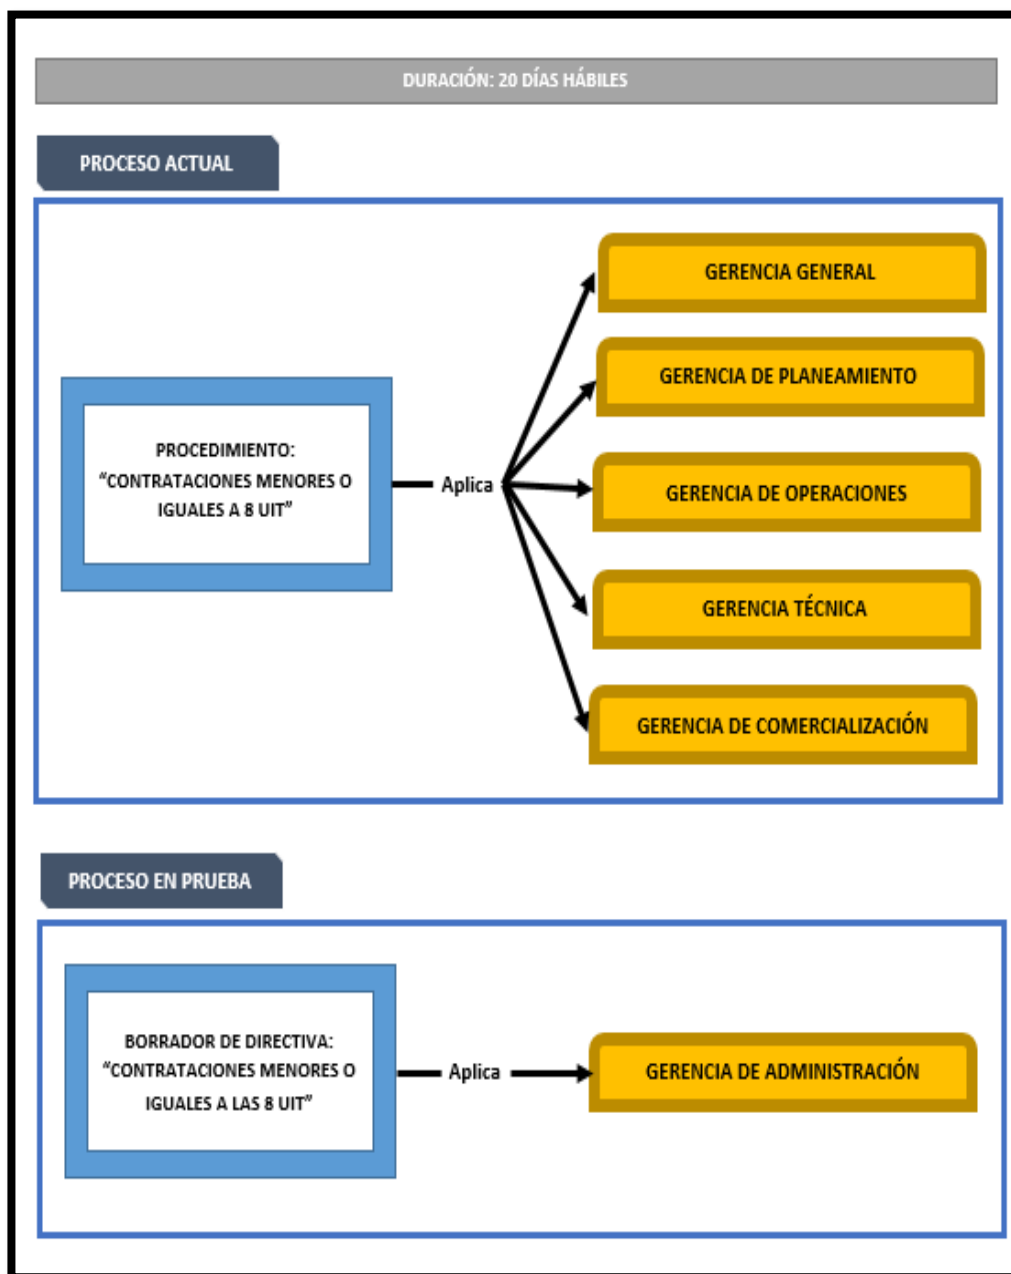 DURACIÓN: 20 DÍAS HÁBILES
PROCESO ACTUAL
PROCEDIMIENTO:
“CONTRATACIONES MENORES O
IGUALES A 8 UIT”
Aplica
GERENCIA GENERAL
GERENCIA DE PLANEAMIENTO
GERENCIA DE OPERACIONES
GERENCIA TÉCNICA
GERENCIA DE COMERCIALIZACIÓN
PROCESO EN PRUEBA
BORRADOR DE DIRECTIVA:
“CONTRATACIONES MENORES O
IGUALES A LAS 8 UIT”
Aplica
GERENCIA DE ADMINISTRACIÓN